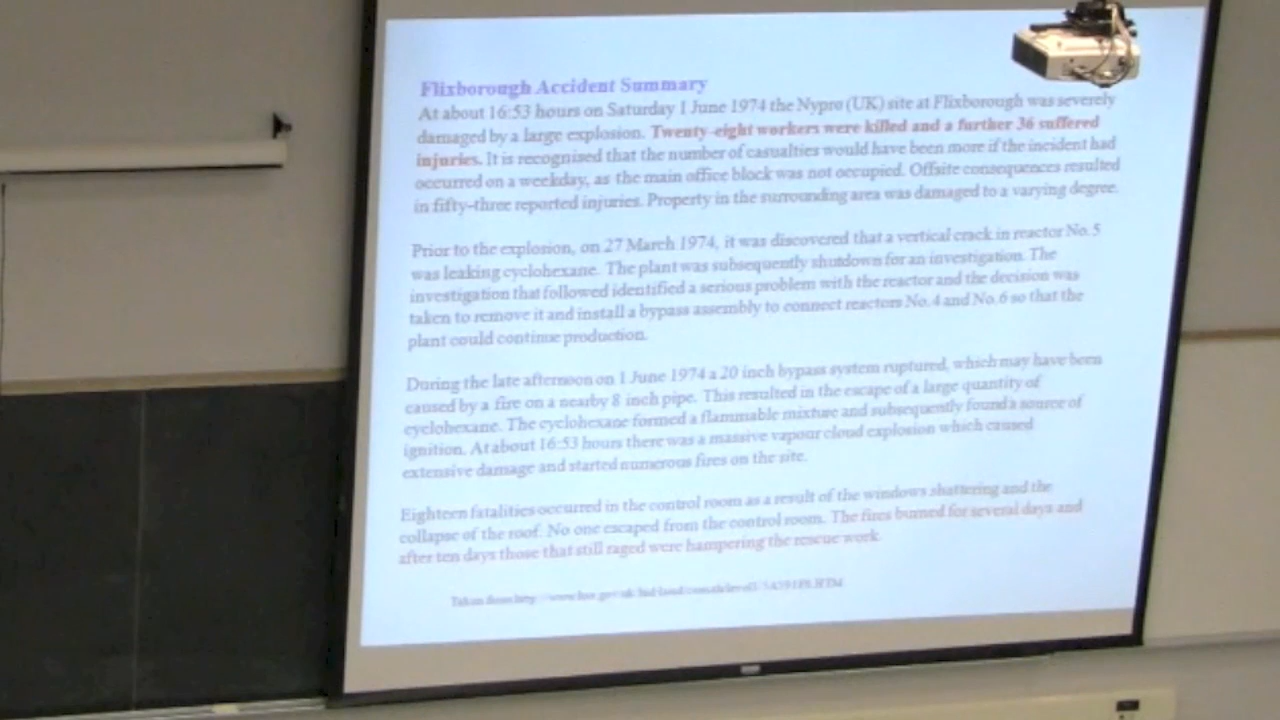 Flixborough Accident Summary
At about 16:53 hours on Saturday 1 June 1974 the Nypro (UK) site at Flixborough was severely
damaged by a large explosion. Twenty-eight workers were killed and a further 36 suffered
injuries. It is recognised that the number of casualties would have been more if the incident had
occurred on a weekday, as the main office block was not occupied. Offsite consequences resulted
in fifty-three reported injuries. Property in the surrounding area was damaged to a varying degree.
Prior to the explosion, on 27 March 1974, it was discovered that a vertical crack in reactor No.5
was leaking cyclohexane. The plant was subsequently shutdown for an investigation. The
investigation that followed identified a serious problem with the reactor and the decision was
taken to remove it and install a bypass assembly to connect reactors No.4 and No.6 so that the
plant could continue production.
During the late afternoon on 1 June 1974 a 20 inch bypass system ruptured, which may have been
caused by a fire on a nearby 8 inch pipe. This resulted in the escape of a large quantity of
cyclohexane. The cyclohexane formed a flammable mixture and subsequently found a source of
ignition. At about 16:53 hours there was a massive vapour cloud explosion which caused
extensive damage and started numerous fires on the site.
Eighteen fatalities occurred in the control room as a result of the windows shattering and the
collapse of the roof. No one escaped from the control room. The fires burned for several days and
after ten days those that still raged were hampering the rescue work.
Taken from